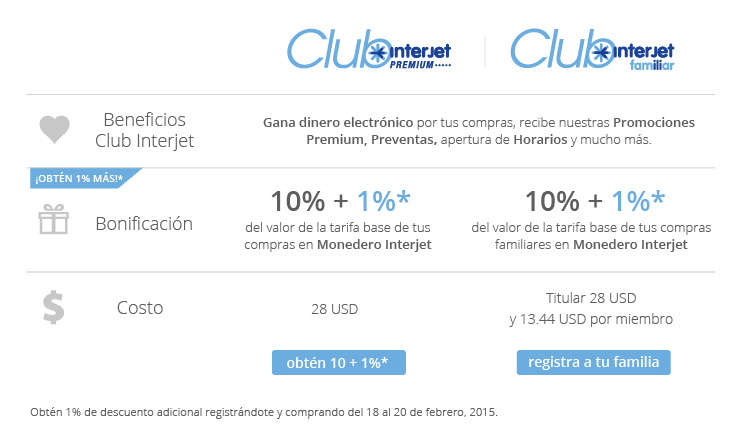 Club interjet
PREMIUM
Club interjet
familiar
Beneficios
Club Interjet
Gana dinero electrónico por tus compras, recibe nuestras Promociones
Premium, Preventas, apertura de Horarios y mucho más.
¡OBTÉN 1% MÁS!*
Bonificación
10% + 1%*
del valor de la tarifa base de tus
compras en Monedero Interjet
10% + 1%*
del valor de la tarifa base de tus compras
familiares en Monedero Interjet
$
Costo
28 USD
Titular 28 USD
y 13.44 USD por miembro
obtén 10 + 1%*
registra a tu familia
Obtén 1% de descuento adicional registrándote y comprando del 18 al 20 de febrero, 2015.